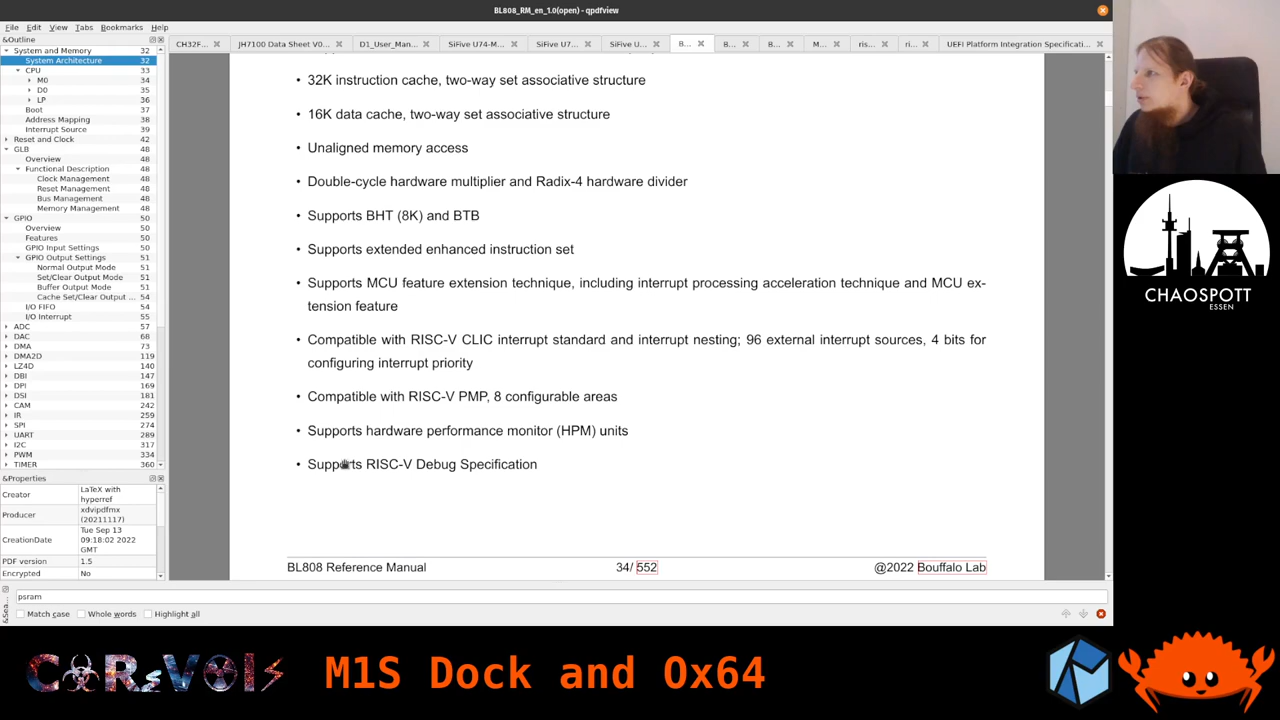 BL808_RM_en_1.0(open) - qpdfview
File Edit View Tabs Bookmarks Help
&Outline
CH32F... JH7100 Data Sheet V0... D1_User_Man... SiFive U74-M... SiFive U7... SiFive U... B... B... B... M... ris... ri... UEFI Platform Integration Specificati...
System and Memory 32
System Architecture 32
CPU 33
M0 34
D0 35
LP 36
Boot 37
Address Mapping 38
Interrupt Source 39
Reset and Clock 42
GLB 48
Overview 48
Functional Description 48
Clock Management 48
Reset Management 48
Bus Management 48
Memory Management 48
GPIO 50
Overview 50
Features 50
GPIO Input Settings 50
GPIO Output Settings 51
Normal Output Mode 51
Set/Clear Output Mode 51
Buffer Output Mode 51
Cache Set/Clear Output ... 54
I/O FIFO 54
I/O Interrupt 55
ADC 57
DAC 68
DMA 73
DMA2D 119
LZ4D 140
DBI 146
DPI 169
DSI 181
CAM 242
IR 259
SPI 274
UART 289
I2C 317
PWM 334
TIMER 360
&Properties
Creator LaTeX with
hyperref
Producer xdvipdfmx
(20211117)
CreationDate Tue Sep 13
09:18:02 2022
GMT
PDF version 1.5
Encrypted No
• 32K instruction cache, two-way set associative structure
• 16K data cache, two-way set associative structure
• Unaligned memory access
• Double-cycle hardware multiplier and Radix-4 hardware divider
• Supports BHT (8K) and BTB
• Supports extended enhanced instruction set
• Supports MCU feature extension technique, including interrupt processing acceleration technique and MCU ex-
tension feature
• Compatible with RISC-V CLIC interrupt standard and interrupt nesting; 96 external interrupt sources, 4 bits for
configuring interrupt priority
• Compatible with RISC-V PMP, 8 configurable areas
• Supports hardware performance monitor (HPM) units
• Supports RISC-V Debug Specification
BL808 Reference Manual 34/ 552 @2022 Bouffalo Lab
&Sea...
psram
Match case Whole words Highlight all
CHAOSPOTT
ESSEN
M1S Dock and Ox64